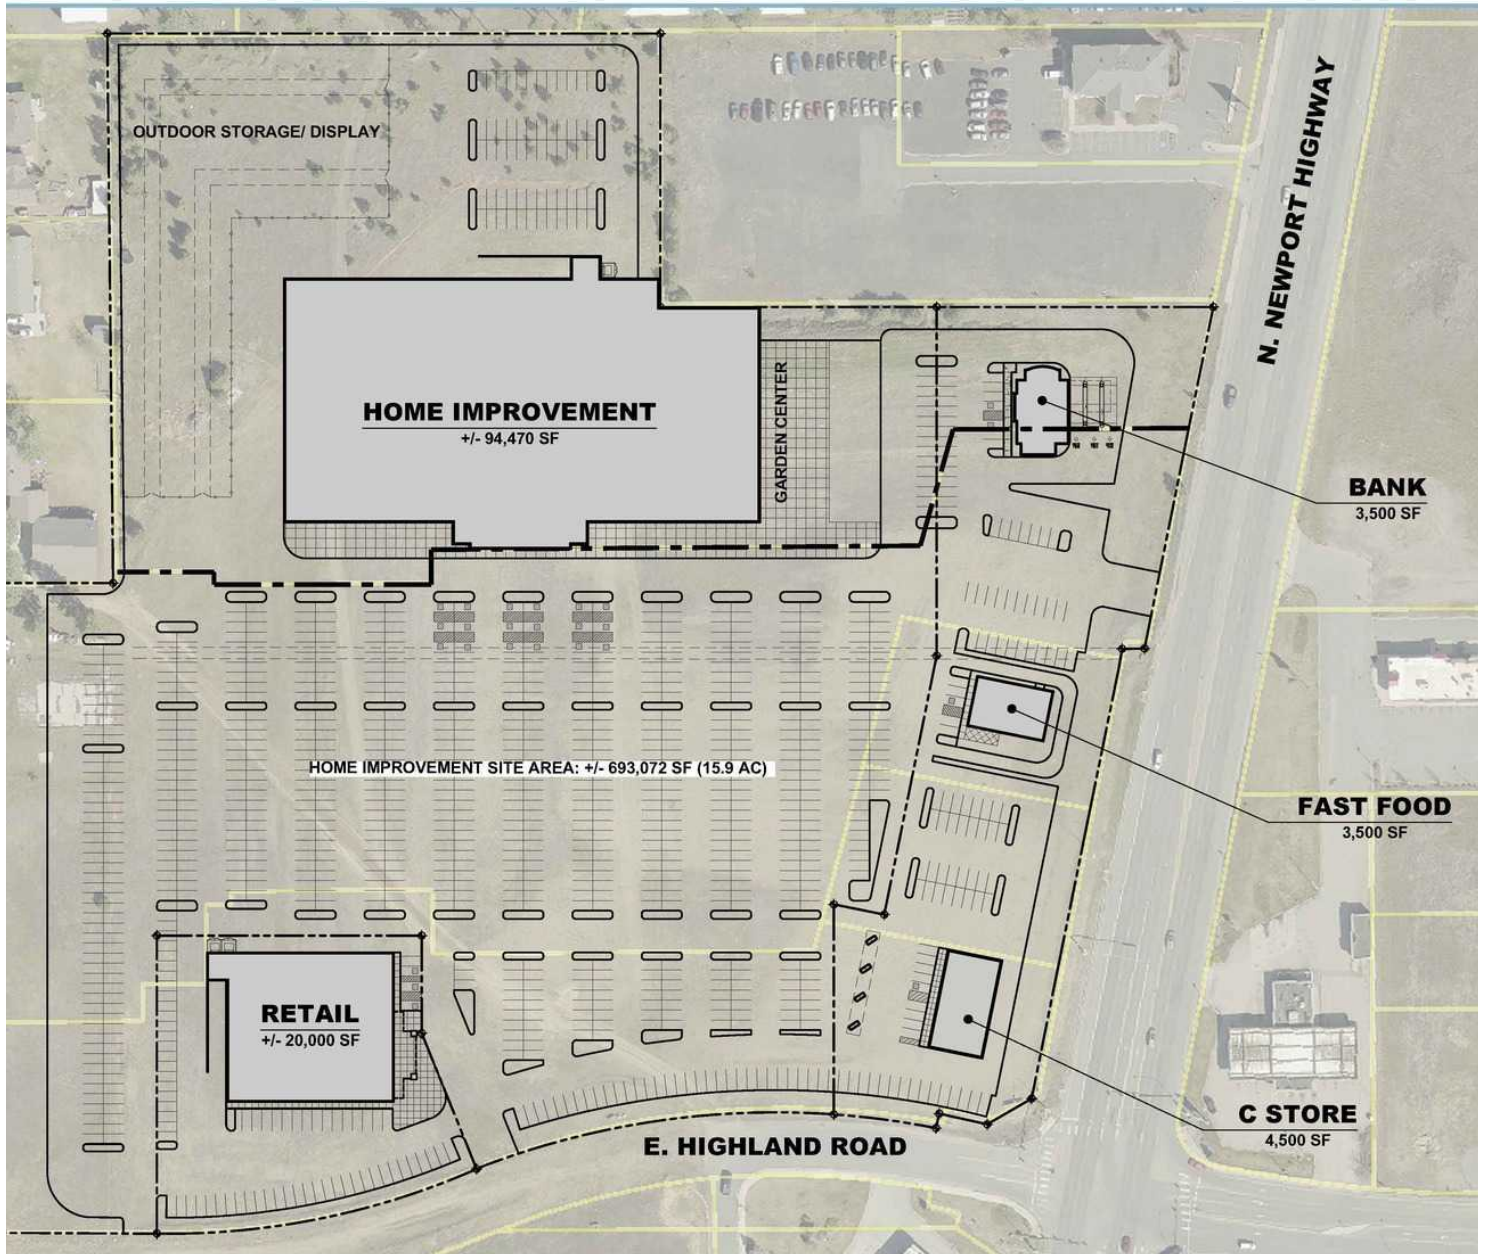 N. NEWPORT HIGHWAY
OUTDOOR STORAGE/ DISPLAY
HOME IMPROVEMENT
+/- 94,470 SF
GARDEN CENTER
BANK
3,500 SF
HOME IMPROVEMENT SITE AREA: +/- 693,072 SF (15.9 AC)
FAST FOOD
3,500 SF
RETAIL
+/- 20,000 SF
C STORE
4,500 SF
E. HIGHLAND ROAD